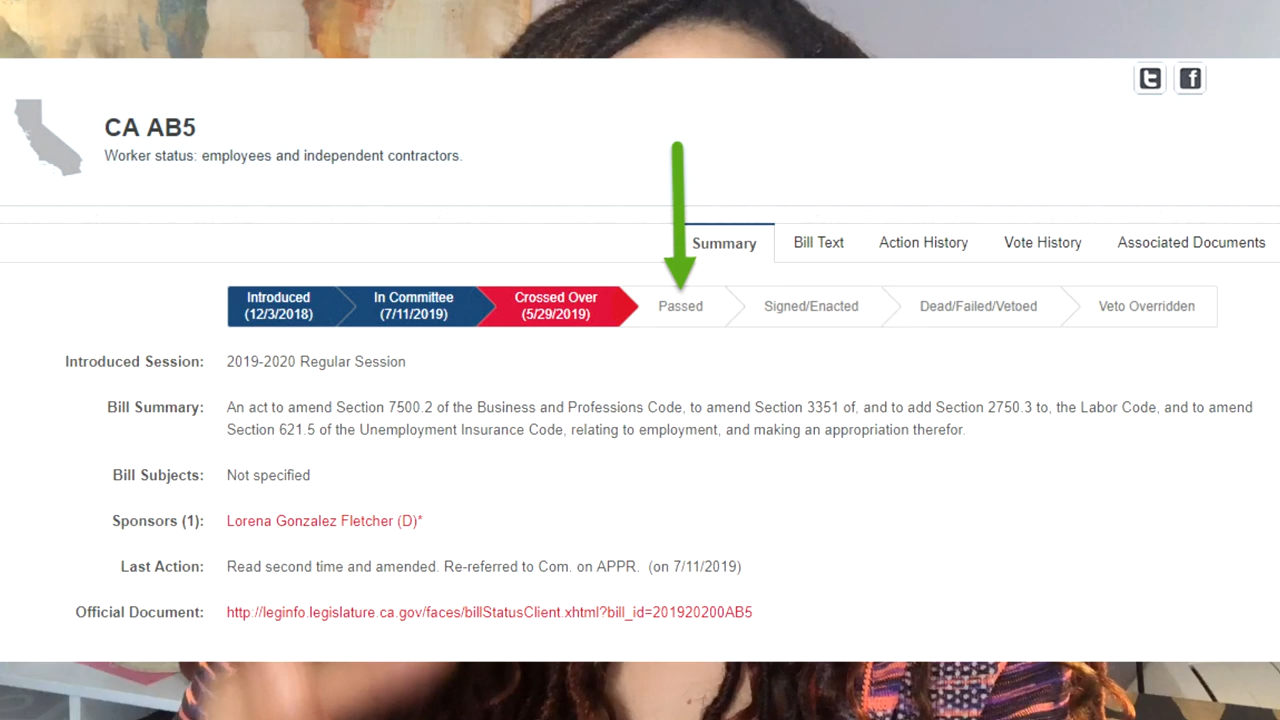 CA AB5
Worker status: employees and independent contractors.
Summary
Bill Text
Action History
Vote History
Associated Documents
Introduced
(12/3/2018)
In Committee
(7/11/2019)
Crossed Over
(5/29/2019)
Passed
Signed/Enacted
Dead/Failed/Vetoed
Veto Overridden
Introduced Session: 2019-2020 Regular Session
Bill Summary: An act to amend Section 7500.2 of the Business and Professions Code, to amend Section 3351 of, and to add Section 2750.3 to, the Labor Code, and to amend
Section 621.5 of the Unemployment Insurance Code, relating to employment, and making an appropriation therefor.
Bill Subjects: Not specified
Sponsors (1): Lorena Gonzalez Fletcher (D)*
Last Action: Read second time and amended. Re-referred to Com. on APPR. (on 7/11/2019)
Official Document: http://leginfo.legislature.ca.gov/faces/billStatusClient.xhtml?bill_id=201920200AB5